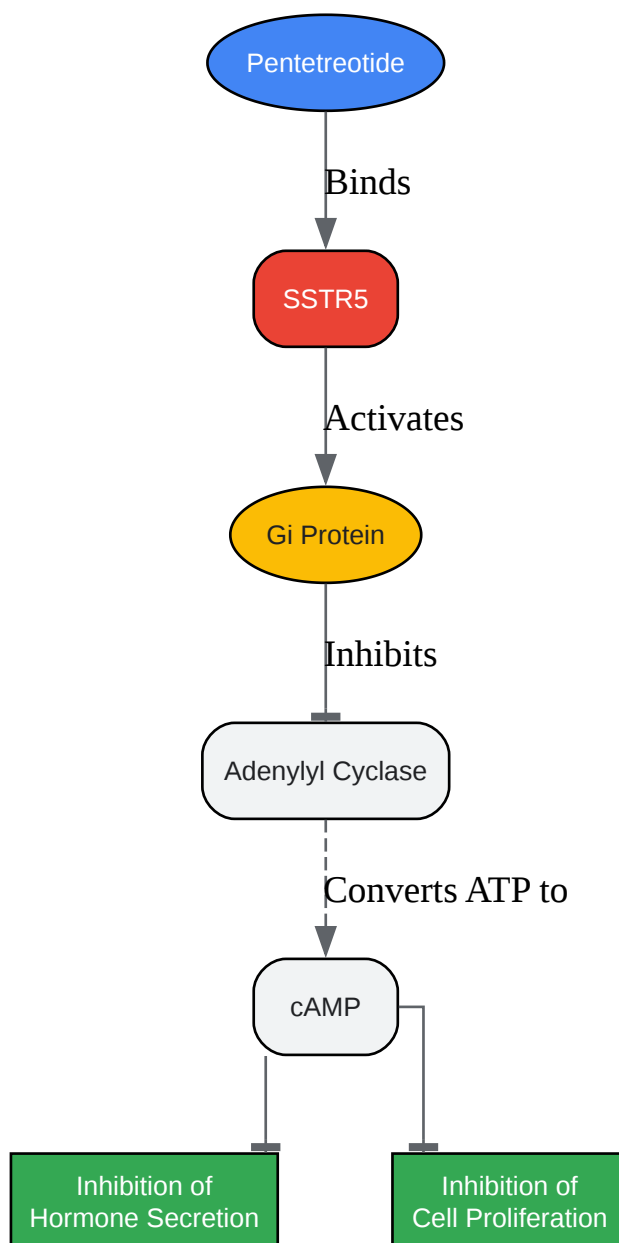 Pentetreotide
Binds
SSTR5
Activates
Gi Protein
Inhibits
Adenylyl Cyclase
Converts ATP to
cAMP
Inhibition of
Hormone Secretion
Inhibition of
Cell Proliferation